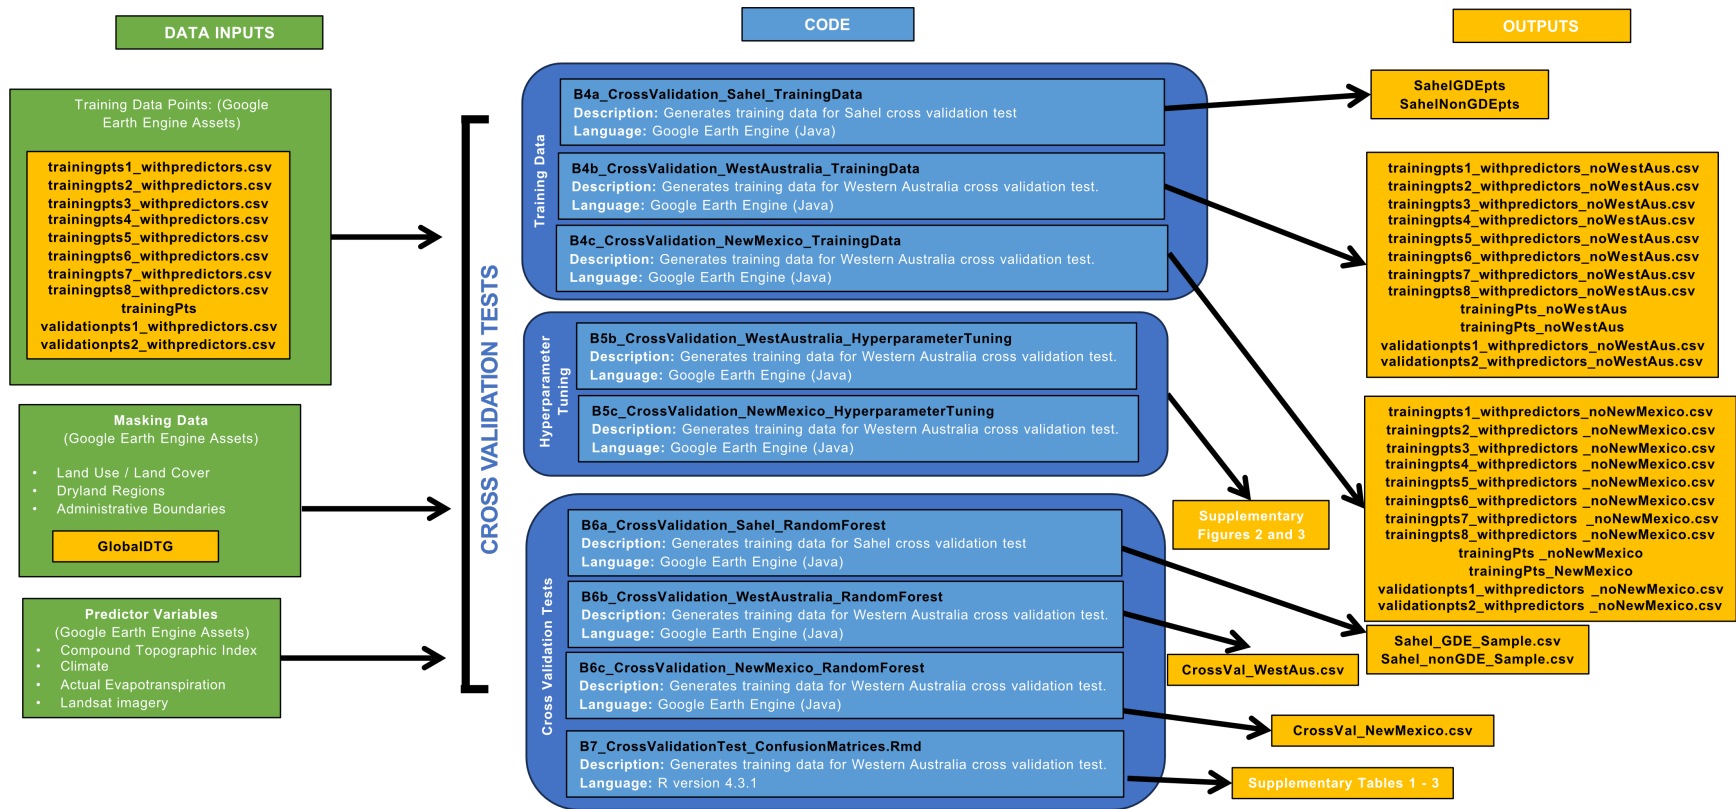 DATA INPUTS
Training Data Points: (Google
Earth Engine Assets)
trainingpts1_withpredictors.csv
trainingpts2_withpredictors.csv
trainingpts3_withpredictors.csv
trainingpts4_withpredictors.csv
trainingpts5_withpredictors.csv
trainingpts6_withpredictors.csv
trainingpts7_withpredictors.csv
trainingpts8_withpredictors.csv
trainingPts
validationpts1_withpredictors.csv
validationpts2_withpredictors.csv
Masking Data
(Google Earth Engine Assets)
• Land Use / Land Cover
• Dryland Regions
• Administrative Boundaries
GlobalDTG
Predictor Variables
(Google Earth Engine Assets)
• Compound Topographic Index
• Climate
• Actual Evapotranspiration
• Landsat imagery
CROSS VALIDATION TESTS
CODE
Training Data
B4a_CrossValidation_Sahel_TrainingData
Description: Generates training data for Sahel cross validation test
Language: Google Earth Engine (Java)
B4b_CrossValidation_WestAustralia_TrainingData
Description: Generates training data for Western Australia cross validation test.
Language: Google Earth Engine (Java)
B4c_CrossValidation_NewMexico_TrainingData
Description: Generates training data for Western Australia cross validation test.
Language: Google Earth Engine (Java)
Hyperparameter
Tuning
B5b_CrossValidation_WestAustralia_HyperparameterTuning
Description: Generates training data for Western Australia cross validation test.
Language: Google Earth Engine (Java)
B5c_CrossValidation_NewMexico_HyperparameterTuning
Description: Generates training data for Western Australia cross validation test.
Language: Google Earth Engine (Java)
Cross Validation Tests
B6a_CrossValidation_Sahel_RandomForest
Description: Generates training data for Sahel cross validation test
Language: Google Earth Engine (Java)
B6b_CrossValidation_WestAustralia_RandomForest
Description: Generates training data for Western Australia cross validation test.
Language: Google Earth Engine (Java)
B6c_CrossValidation_NewMexico_RandomForest
Description: Generates training data for Western Australia cross validation test.
Language: Google Earth Engine (Java)
B7_CrossValidationTest_ConfusionMatrices.Rmd
Description: Generates training data for Western Australia cross validation test.
Language: R version 4.3.1
OUTPUTS
SahelGDEpts
SahelNonGDEpts
trainingpts1_withpredictors_noWestAus.csv
trainingpts2_withpredictors_noWestAus.csv
trainingpts3_withpredictors_noWestAus.csv
trainingpts4_withpredictors_noWestAus.csv
trainingpts5_withpredictors_noWestAus.csv
trainingpts6_withpredictors_noWestAus.csv
trainingpts7_withpredictors_noWestAus.csv
trainingpts8_withpredictors_noWestAus.csv
trainingPts_noWestAus
trainingPts_noWestAus
validationpts1_withpredictors_noWestAus.csv
validationpts2_withpredictors_noWestAus.csv
trainingpts1_withpredictors_noNewMexico.csv
trainingpts2_withpredictors _noNewMexico.csv
trainingpts3_withpredictors _noNewMexico.csv
trainingpts4_withpredictors _noNewMexico.csv
trainingpts5_withpredictors _noNewMexico.csv
trainingpts6_withpredictors _noNewMexico.csv
trainingpts7_withpredictors _noNewMexico.csv
trainingpts8_withpredictors _noNewMexico.csv
trainingPts _noNewMexico
trainingPts_NewMexico
validationpts1_withpredictors _noNewMexico.csv
validationpts2_withpredictors _noNewMexico.csv
Supplementary
Figures 2 and 3
Sahel_GDE_Sample.csv
Sahel_nonGDE_Sample.csv
CrossVal_WestAus.csv
CrossVal_NewMexico.csv
Supplementary Tables 1 - 3